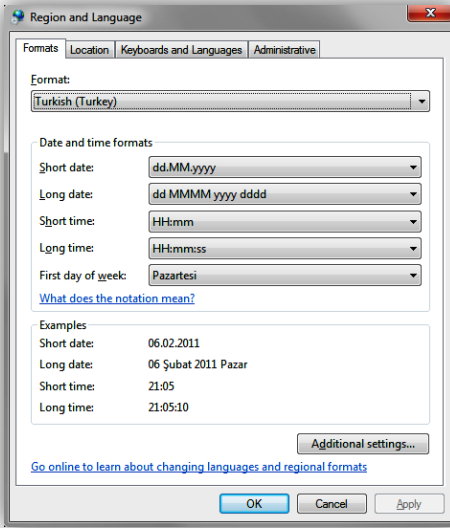 Region and Language
Formats Location Keyboards and Languages Administrative
Format:
Turkish (Turkey)
Date and time formats
Short date: dd.MM.yyyy
Long date: dd MMMM yyyy dddd
Short time: HH:mm
Long time: HH:mm:ss
First day of week: Pazartesi
What does the notation mean?
Examples
Short date: 06.02.2011
Long date: 06 Şubat 2011 Pazar
Short time: 21:05
Long time: 21:05:10
Additional settings...
Go online to learn about changing languages and regional formats
OK Cancel Apply